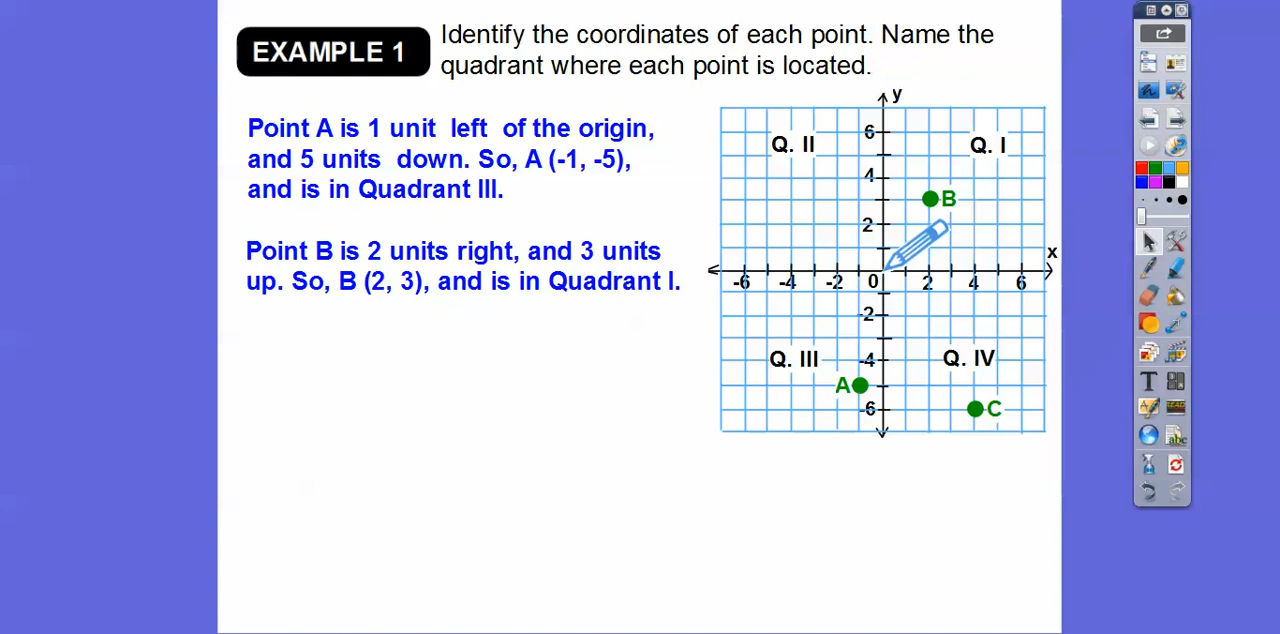 EXAMPLE 1
Identify the coordinates of each point. Name the
quadrant where each point is located.
Point A is 1 unit left of the origin,
and 5 units down. So, A (-1, -5),
and is in Quadrant III.
Point B is 2 units right, and 3 units
up. So, B (2, 3), and is in Quadrant I.
y
6
Q. II
Q. I
4
B
2
x
-6 -4 -2 0 2 4 6
-2
Q. III
-4
Q. IV
A
-6
C
T
abc